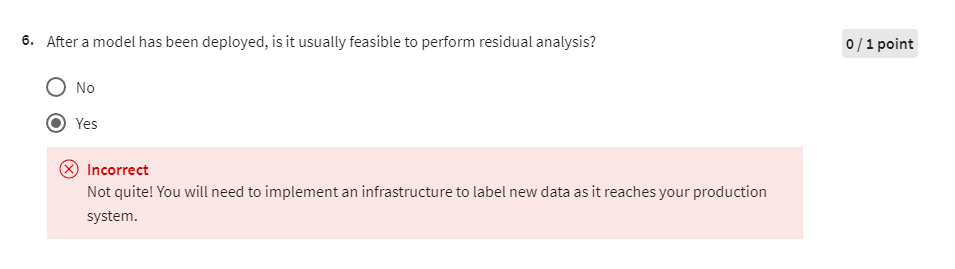 6. After a model has been deployed, is it usually feasible to perform residual analysis?
0 / 1 point
No
Yes
Incorrect
Not quite! You will need to implement an infrastructure to label new data as it reaches your production
system.